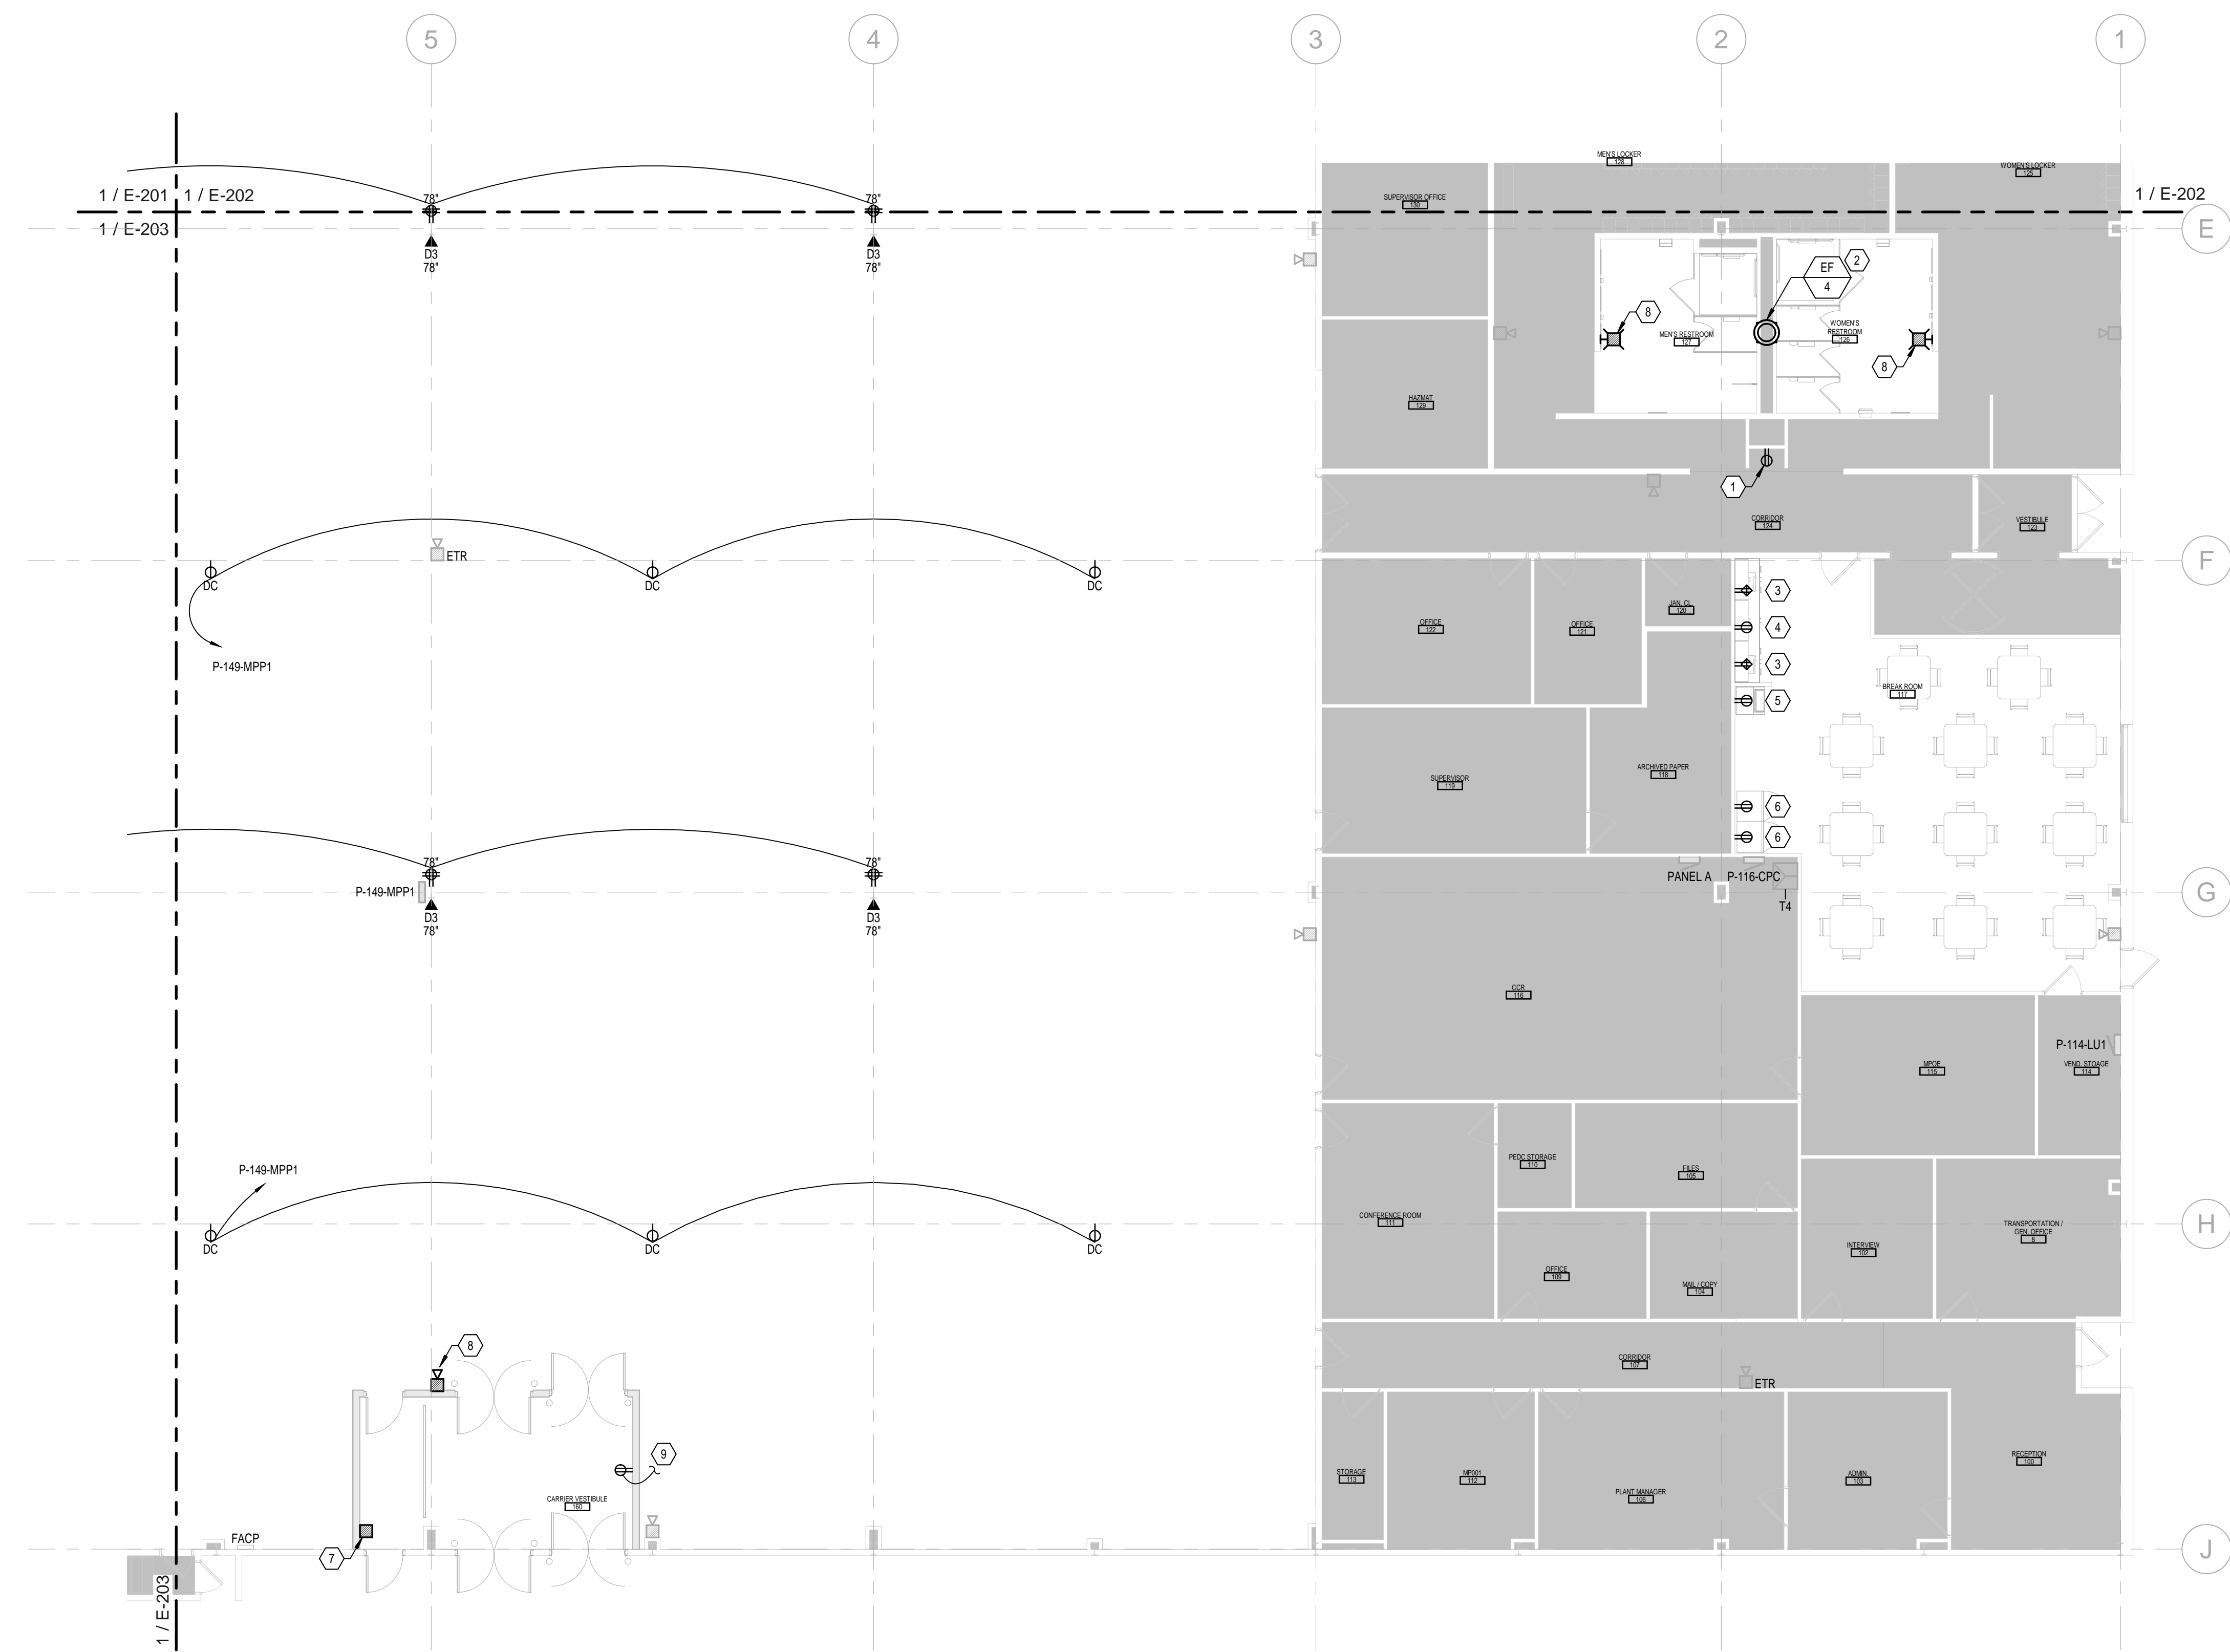 5
4
3
2
1
MEN'S LOCKER
128
WOMEN'S LOCKER
125
1 / E-201
1 / E-202
78"
78"
SUPERVISOR OFFICE
130
1 / E-202
1 / E-203
E
D3
78"
D3
78"
EF
4
2
8
MEN'S RESTROOM
127
WOMEN'S
RESTROOM
126
8
HAZMAT
129
1
CORRIDOR
124
VESTIBULE
123
ETR
F
DC
DC
DC
P-149-MPP1
OFFICE
122
OFFICE
121
JAN. CL.
120
3
4
3
5
BREAK ROOM
117
SUPERVISOR
119
ARCHIVED PAPER
118
6
6
78"
78"
P-149-MPP1
D3
78"
D3
78"
PANEL A
P-116-CPC
T4
G
CCR
116
P-114-LU1
MPOE
115
VEND. STOAGE
114
P-149-MPP1
PEDC STORAGE
110
FILES
105
CONFERENCE ROOM
111
DC
DC
DC
H
TRANSPORTATION /
GEN. OFFICE
8
INTERVIEW
102
OFFICE
109
MAIL / COPY
104
8
CORRIDOR
107
ETR
9
RECEPTION
100
STORAGE
113
MP001
112
ADMIN.
103
PLANT MANAGER
106
CARRIER VESTIBULE
160
FACP
7
J
1 / E-203